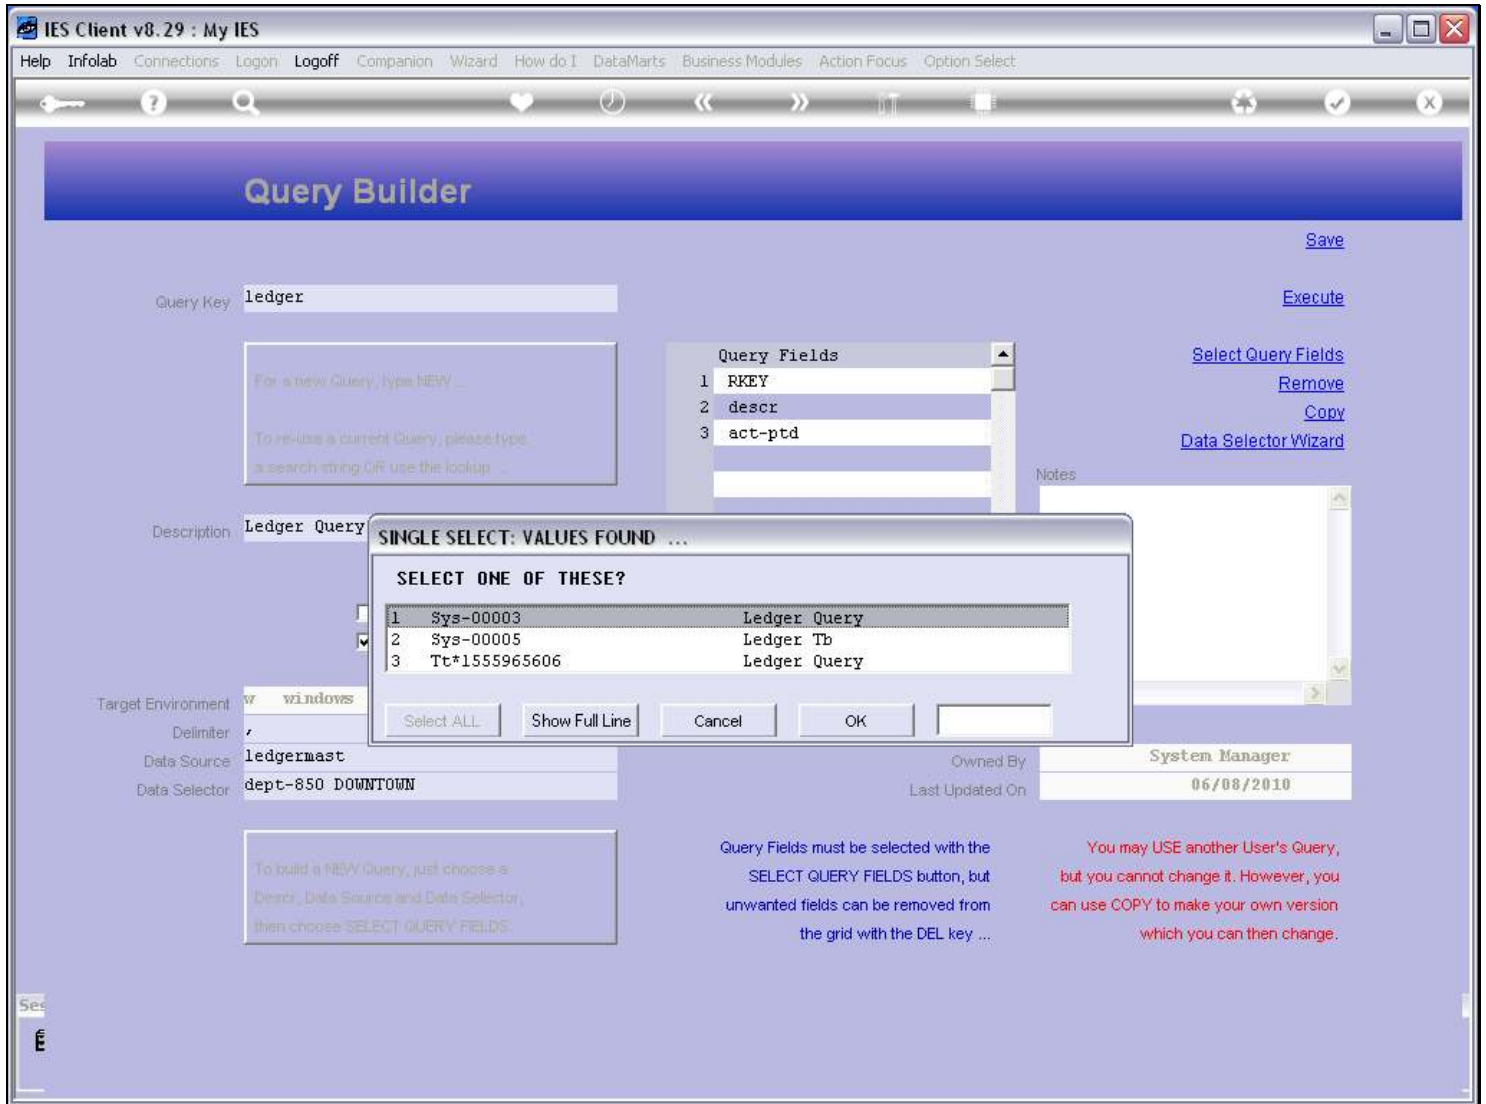 IES Client v8.29 : My IES
Help Infolab Connections Logon Logoff Companion Wizard How do I DataMarts Business Modules Action Focus Option Select
Query Builder
Save
Query Key ledger
Execute
For a new Query, type NEW ...
To re-use a current Query, please type
a search string OR use the lookup ...
Query Fields
1 RKEY
2 descr
3 act-ptd
Select Query Fields
Remove
Copy
Data Selector Wizard
Notes
Description Ledger Query
SINGLE SELECT: VALUES FOUND ...
SELECT ONE OF THESE?
1 Sys-00003 Ledger Query
2 Sys-00005 Ledger Tb
3 Tt*1555965606 Ledger Query
Select ALL Show Full Line Cancel OK
Target Environment w windows
Delimiter ,
Data Source ledgermast
Data Selector dept-850 DOWNTOWN
Owned By System Manager
Last Updated On 06/08/2010
To build a NEW Query, just choose a
Descr, Data Source and Data Selector,
then choose SELECT QUERY FIELDS.
Query Fields must be selected with the
SELECT QUERY FIELDS button, but
unwanted fields can be removed from
the grid with the DEL key ...
You may USE another User's Query,
but you cannot change it. However, you
can use COPY to make your own version
which you can then change.
Ses